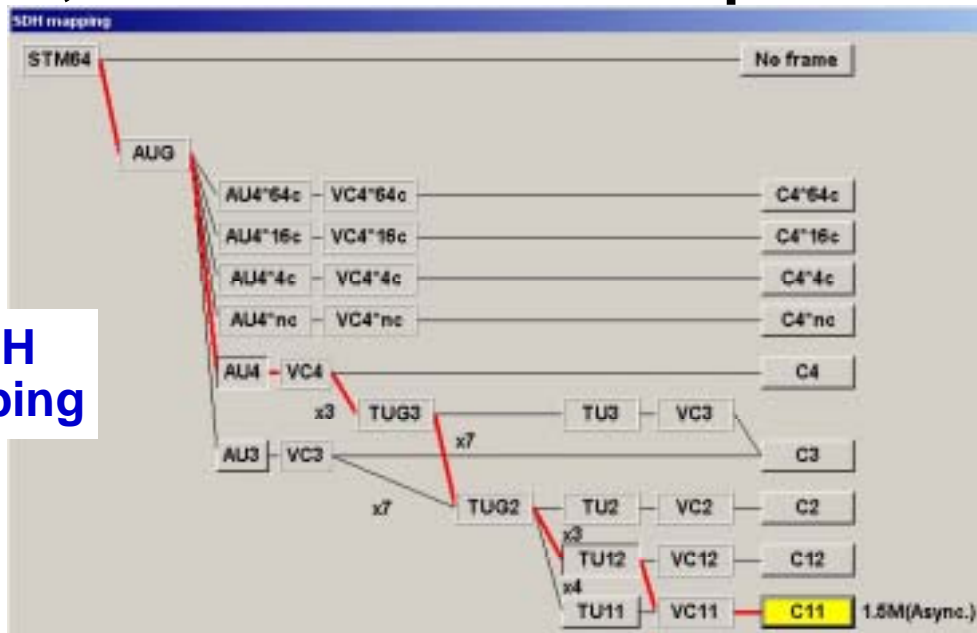 SDH mapping
STM64 No frame
AUG
AU4*64c VC4*64c C4*64c
AU4*16c VC4*16c C4*16c
AU4*4c VC4*4c C4*4c
AU4*nc VC4*nc C4*nc
AU4 VC4 C4
x3 TUG3 TU3 VC3
x7
AU3 VC3 C3
x7 TUG2 TU2 VC2 C2
x3
TU12 VC12 C12
x4
TU11 VC11 C11 1.5M(Async.)